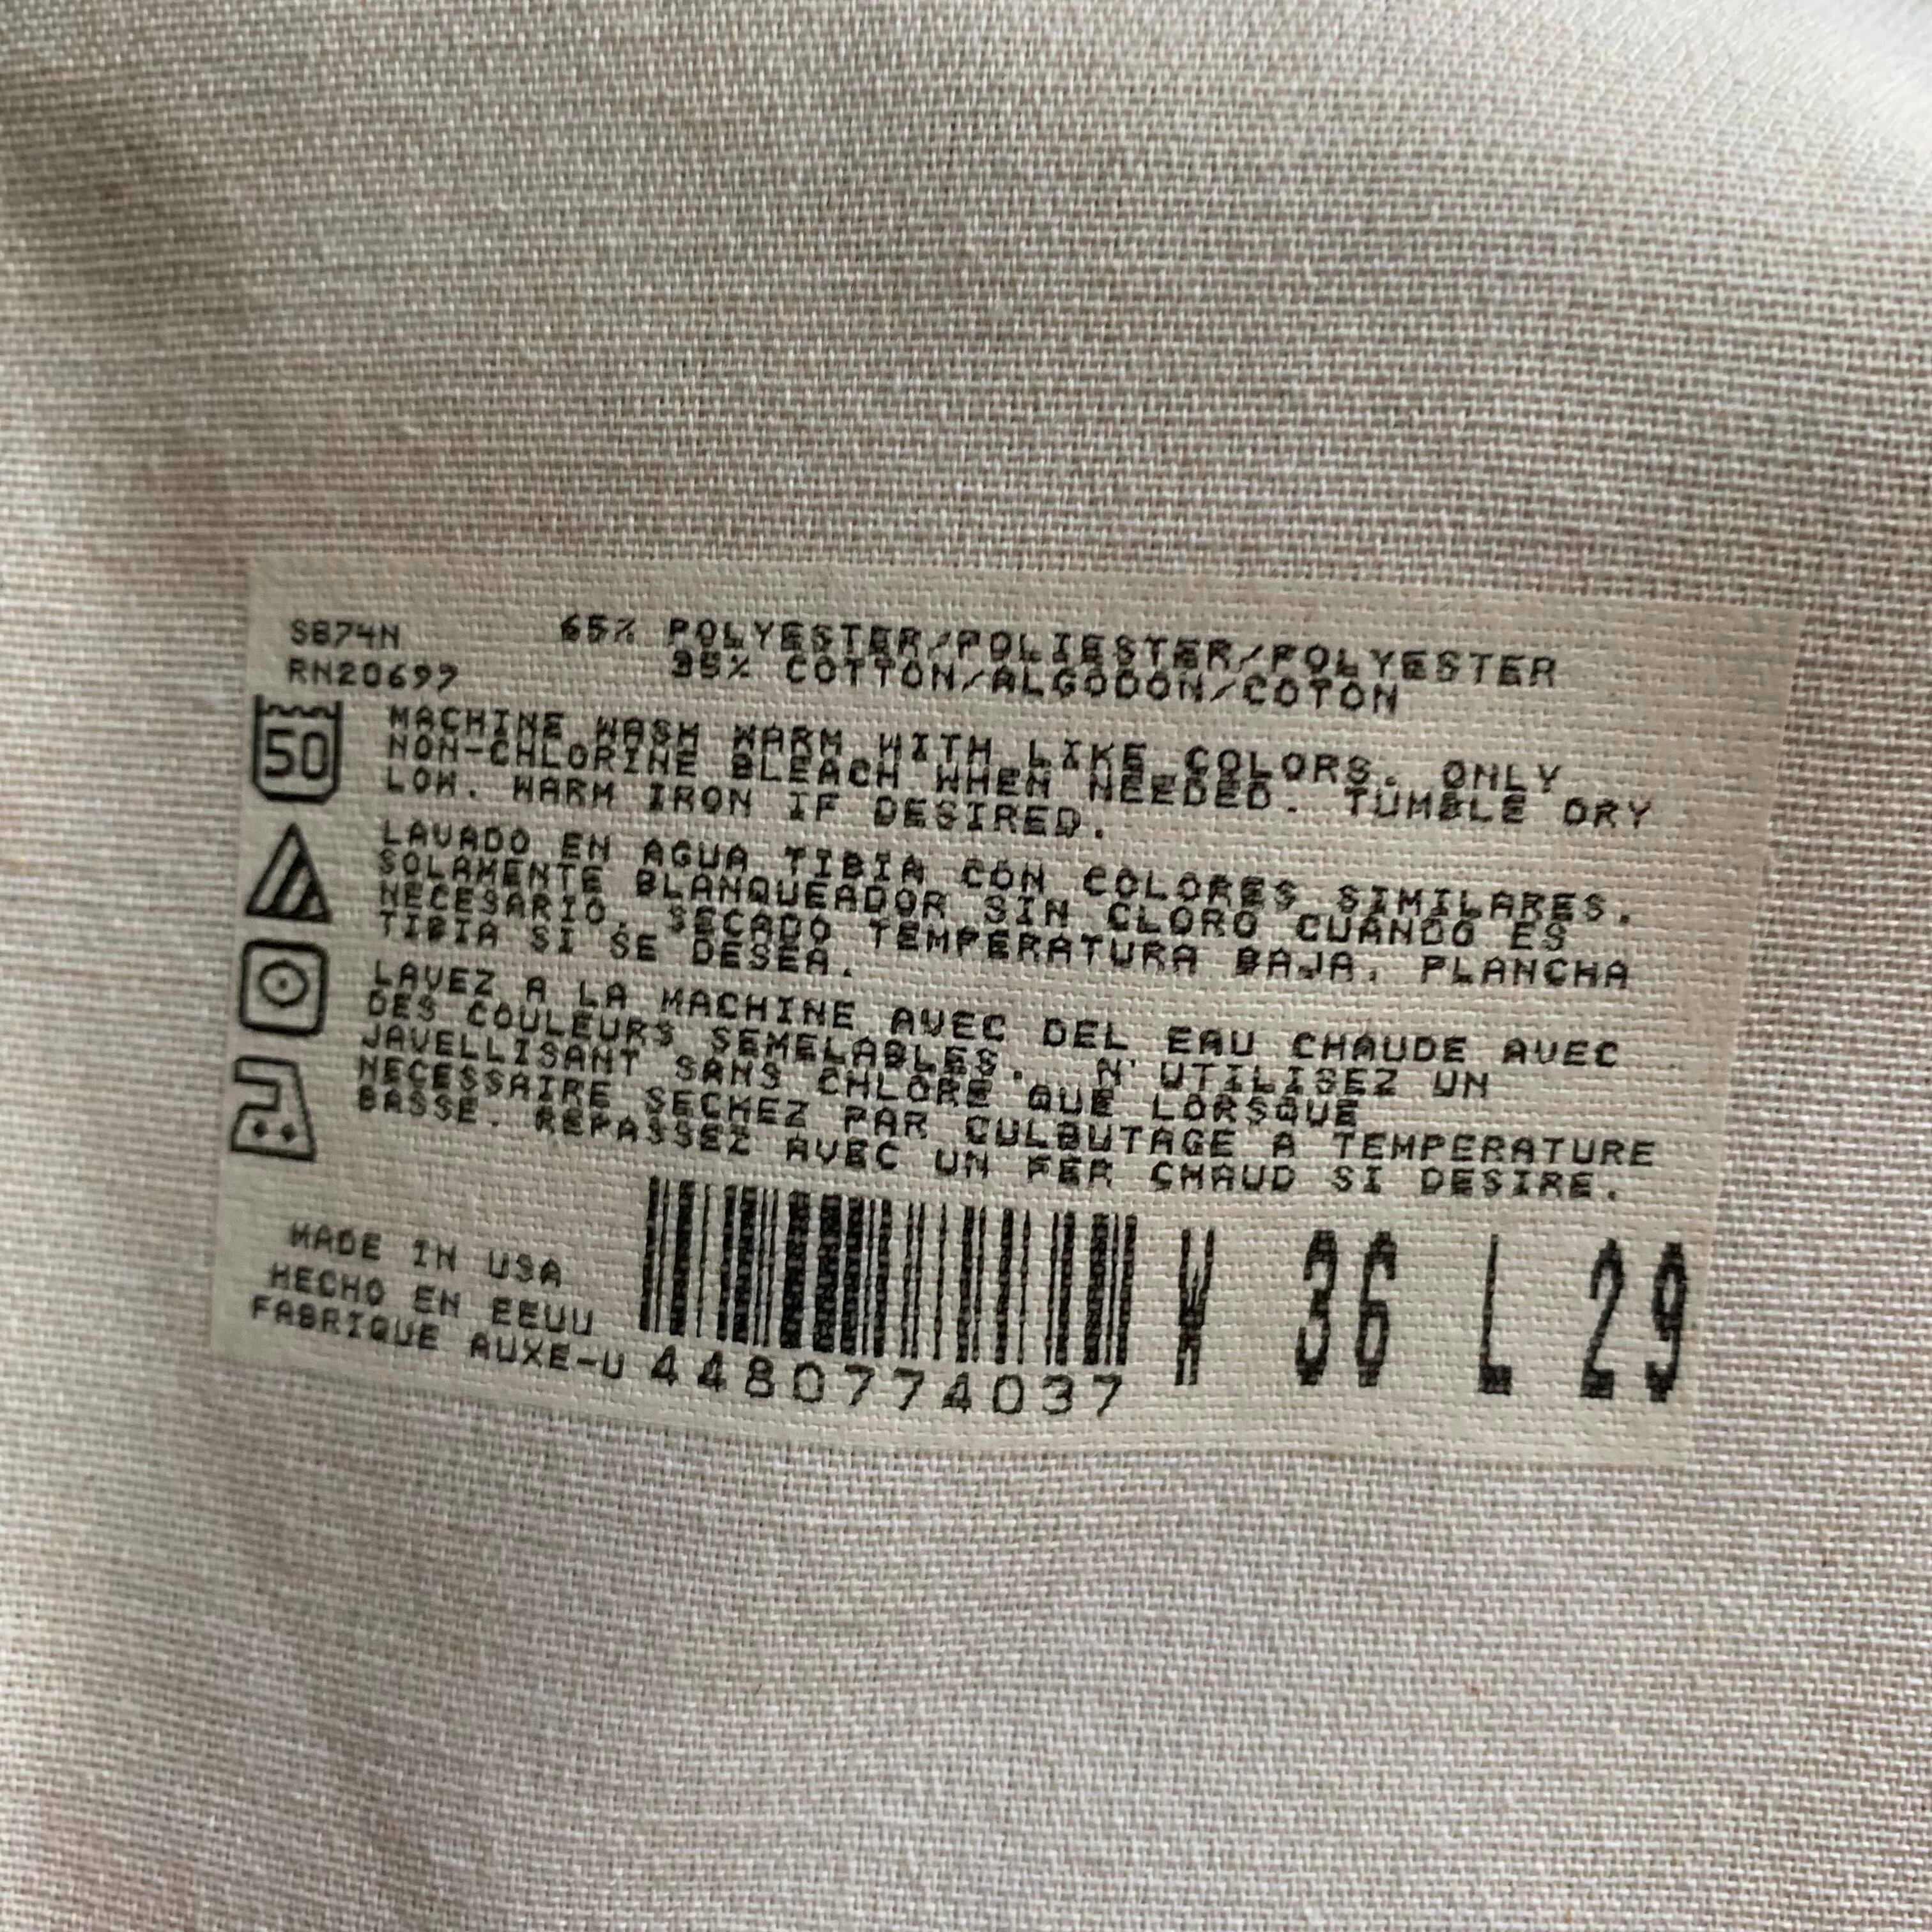 S874N
RN20697
65% POLYESTER/POLIESTER/POLYESTER
35% COTTON/ALGODON/COTON
50
MACHINE WASH WARM WITH LIKE COLORS. ONLY
NON-CHLORINE BLEACH WHEN NEEDED. TUMBLE DRY
LOW. WARM IRON IF DESIRED.
LAVADO EN AGUA TIBIA CON COLORES SIMILARES.
SOLAMENTE BLANQUEADOR SIN CLORO CUANDO ES
NECESARIO. SECADO TEMPERATURA BAJA. PLANCHA
TIBIA SI SE DESEA.
LAVEZ A LA MACHINE AVEC DEL EAU CHAUDE AVEC
DES COULEURS SEMELABLES. N'UTILISEZ UN
JAVELLISANT SANS CHLORE QUE LORSQUE
NECESSAIRE SECHEZ PAR CULBUTAGE A TEMPERATURE
BASSE. REPASSEZ AVEC UN FER CHAUD SI DESIRE.
MADE IN USA
HECHO EN EEUU
FABRIQUE AUXE-U
4480774037
W 36 L 29